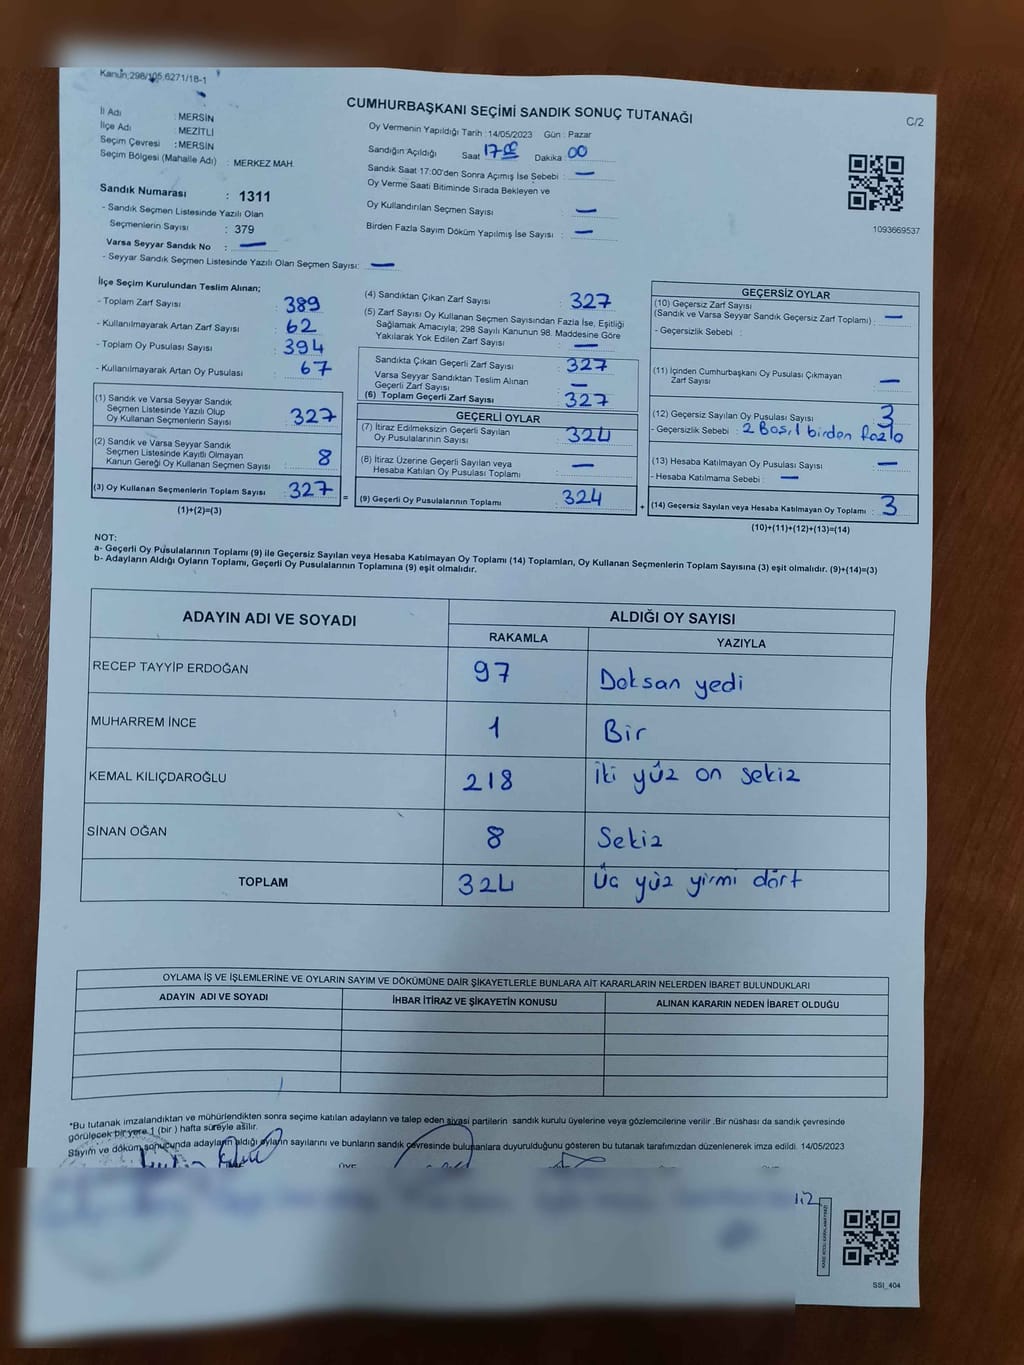 Kanun;298/105;6271/18-1
CUMHURBAŞKANI SEÇİMİ SANDIK SONUÇ TUTANAĞI
C/2
İl Adı : MERSİN
İlçe Adı : MEZİTLİ
Seçim Çevresi : MERSİN
Seçim Bölgesi (Mahalle Adı) : MERKEZ MAH.
Oy Vermenin Yapıldığı Tarih :14/05/2023 Gün : Pazar
Sandığın Açıldığı Saat 17.00 Dakika 00
Sandık Saat 17:00'den Sonra Açımış İse Sebebi : —
Oy Verme Saati Bitiminde Sırada Bekleyen ve
Oy Kullandırılan Seçmen Sayısı : —
Birden Fazla Sayım Döküm Yapılmış İse Sayısı : —
1093669537
Sandık Numarası : 1311
- Sandık Seçmen Listesinde Yazılı Olan
Seçmenlerin Sayısı : 379
Varsa Seyyar Sandık No : —
- Seyyar Sandık Seçmen Listesinde Yazılı Olan Seçmen Sayısı: —
İlçe Seçim Kurulundan Teslim Alınan;
- Toplam Zarf Sayısı : 389
- Kullanılmayarak Artan Zarf Sayısı : 62
- Toplam Oy Pusulası Sayısı : 394
- Kullanılmayarak Artan Oy Pusulası : 67
(1) Sandık ve Varsa Seyyar Sandık
Seçmen Listesinde Yazılı Olup
Oy Kullanan Seçmenlerin Sayısı : 327
(2) Sandık ve Varsa Seyyar Sandık
Seçmen Listesinde Kayıtlı Olmayan
Kanun Gereği Oy Kullanan Seçmen Sayısı : 8
(3) Oy Kullanan Seçmenlerin Toplam Sayısı : 327 =
(1)+(2)=(3)
(4) Sandıktan Çıkan Zarf Sayısı : 327
(5) Zarf Sayısı Oy Kullanan Seçmen Sayısından Fazla İse, Eşitliği
Sağlamak Amacıyla; 298 Sayılı Kanunun 98. Maddesine Göre
Yakılarak Yok Edilen Zarf Sayısı : —
Sandıkta Çıkan Geçerli Zarf Sayısı : 327
Varsa Seyyar Sandıktan Teslim Alınan
Geçerli Zarf Sayısı : —
(6) Toplam Geçerli Zarf Sayısı : 327
GEÇERLİ OYLAR
(7) İtiraz Edilmeksizin Geçerli Sayılan
Oy Pusulalarının Sayısı : 324
(8) İtiraz Üzerine Geçerli Sayılan veya
Hesaba Katılan Oy Pusulası Toplamı : —
(9) Geçerli Oy Pusulalarının Toplamı : 324 +
GEÇERSİZ OYLAR
(10) Geçersiz Zarf Sayısı
(Sandık ve Varsa Seyyar Sandık Geçersiz Zarf Toplamı) : —
- Geçersizlik Sebebi :
(11) İçinden Cumhurbaşkanı Oy Pusulası Çıkmayan
Zarf Sayısı : —
(12) Geçersiz Sayılan Oy Pusulası Sayısı : 3
- Geçersizlik Sebebi : 2 Boş,1 birden fazla
(13) Hesaba Katılmayan Oy Pusulası Sayısı : —
- Hesaba Katılmama Sebebi : —
(14) Geçersiz Sayılan veya Hesaba Katılmayan Oy Toplamı : 3
(10)+(11)+(12)+(13)=(14)
NOT:
a- Geçerli Oy Pusulalarının Toplamı (9) ile Geçersiz Sayılan veya Hesaba Katılmayan Oy Toplamı (14) Toplamları, Oy Kullanan Seçmenlerin Toplam Sayısına (3) eşit olmalıdır. (9)+(14)=(3)
b- Adayların Aldığı Oyların Toplamı, Geçerli Oy Pusulalarının Toplamına (9) eşit olmalıdır.
ADAYIN ADI VE SOYADI
ALDIĞI OY SAYISI
RAKAMLA YAZIYLA
RECEP TAYYİP ERDOĞAN 97 Doksan yedi
MUHARREM İNCE 1 Bir
KEMAL KILIÇDAROĞLU 218 iki yüz on sekiz
SİNAN OĞAN 8 Sekiz
TOPLAM 324 Üç yüz yirmi dört
OYLAMA İŞ VE İŞLEMLERİNE VE OYLARIN SAYIM VE DÖKÜMÜNE DAİR ŞİKAYETLERLE BUNLARA AİT KARARLARIN NELERDEN İBARET BULUNDUKLARI
ADAYIN ADI VE SOYADI İHBAR İTİRAZ VE ŞİKAYETİN KONUSU ALINAN KARARIN NEDEN İBARET OLDUĞU
*Bu tutanak imzalandıktan ve mühürlendikten sonra seçime katılan adayların ve talep eden siyasi partilerin sandık kurulu üyelerine veya gözlemcilerine verilir .Bir nüshası da sandık çevresinde
görülecek bir yere 1 (bir ) hafta süreyle asılır.
Sayım ve döküm sonucunda adayların aldığı oyların sayılarını ve bunların sandık çevresinde bulunanlara duyurulduğunu gösteren bu tutanak tarafımızdan düzenlenerek imza edildi. 14/05/2023
SSI_404